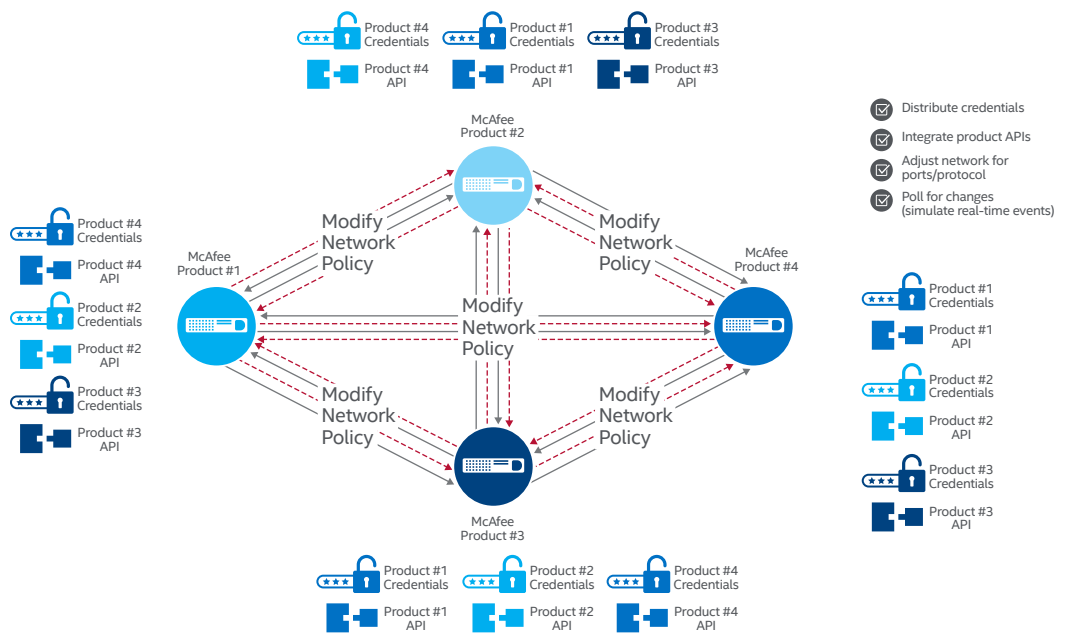 Product #4
Credentials
Product #1
Credentials
Product #3
Credentials
Product #4
API
Product #1
API
Product #3
API
Distribute credentials
Integrate product APIs
Adjust network for
ports/protocol
Poll for changes
(simulate real-time events)
McAfee
Product #2
Modify
Network
Policy
Modify
Network
Policy
Product #4
Credentials
Product #4
API
Product #2
Credentials
Product #2
API
Product #3
Credentials
Product #3
API
McAfee
Product #1
McAfee
Product #4
Modify
Network
Policy
Product #1
Credentials
Product #1
API
Product #2
Credentials
Product #2
API
Product #3
Credentials
Product #3
API
Modify
Network
Policy
Modify
Network
Policy
McAfee
Product #3
Product #1
Credentials
Product #2
Credentials
Product #4
Credentials
Product #1
API
Product #2
API
Product #4
API